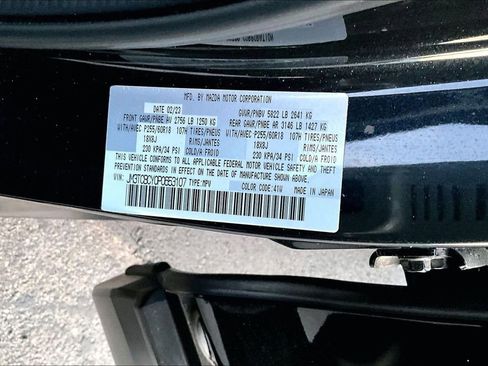 MFD. BY MAZDA MOTOR CORPORATION
DATE 02/23 GVWR/PNBV 5822 LB 2641 KG
FRONT GAWR/PNBE AV 2756 LB 1250 KG REAR GAWR/PNBE AR 3146 LB 1427 KG
WITH/AVEC P255/60R18 107H TIRES/PNEUS WITH/AVEC P255/60R18 107H TIRES/PNEUS
18X8J RIMS/JANTES 18X8J RIMS/JANTES
230 KPA/34 PSI COLD/A FROID 230 KPA/34 PSI COLD/A FROID
THIS VEHICLE CONFORMS TO ALL APPLICABLE FEDERAL MOTOR VEHICLE SAFETY AND THEFT
PREVENTION STANDARDS IN EFFECT ON THE DATE OF MANUFACTURE SHOWN ABOVE.
VIN: TYPE:MPV COLOR CODE:41W MADE IN JAPAN